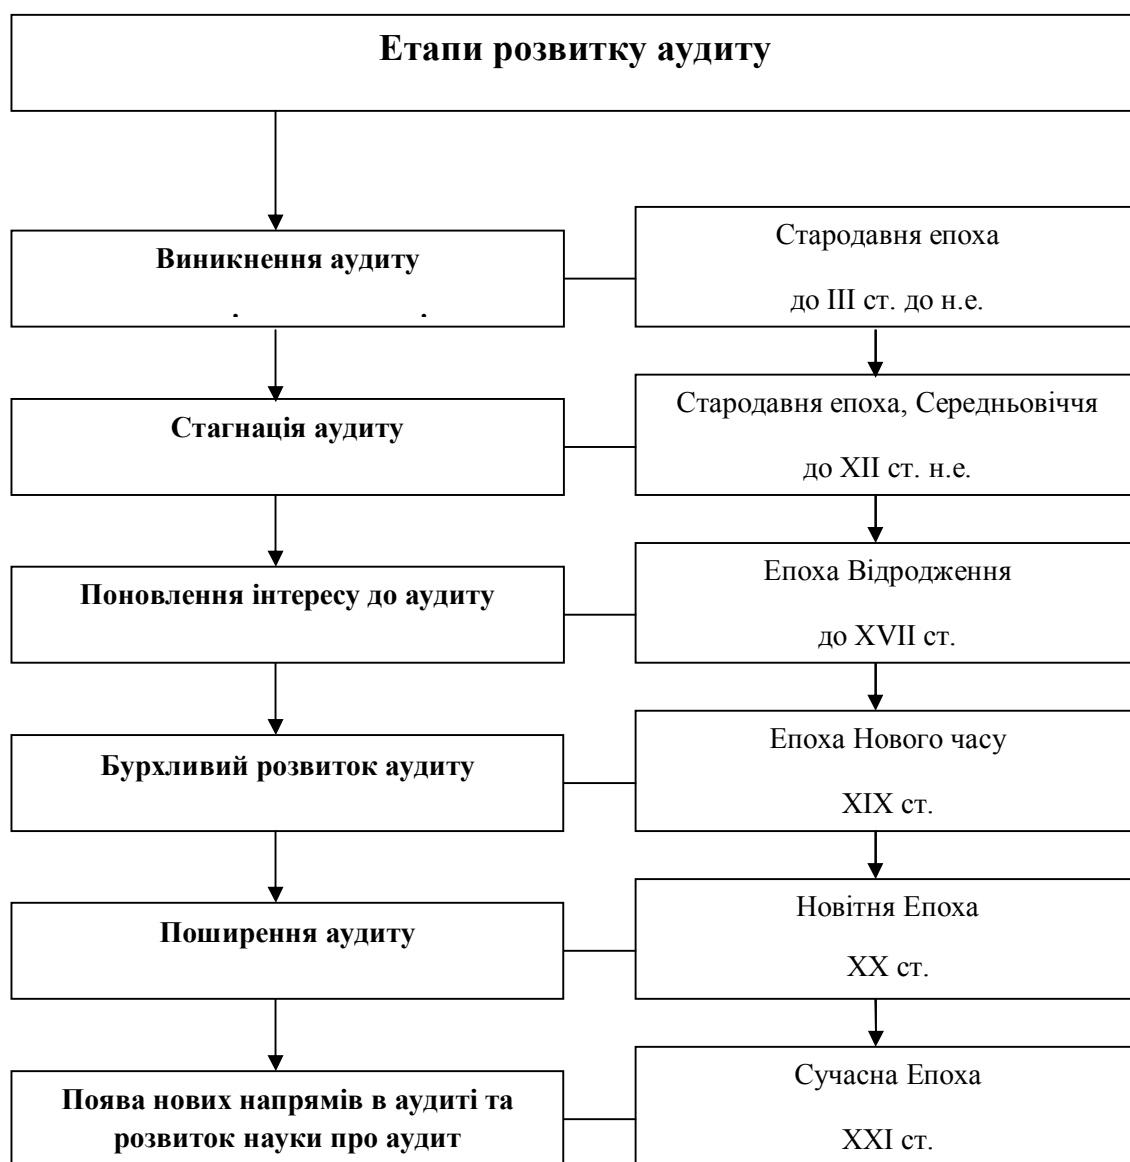 Етапи розвитку аудиту
Виникнення аудиту
. .
Стародавня епоха
до III ст. до н.е.
Стагнація аудиту
Стародавня епоха, Середньовіччя
до XII ст. н.е.
Поновлення інтересу до аудиту
Епоха Відродження
до XVII ст.
Бурхливий розвиток аудиту
Епоха Нового часу
XIX ст.
Поширення аудиту
Новітня Епоха
XX ст.
Поява нових напрямів в аудиті та
розвиток науки про аудит
Сучасна Епоха
XXI ст.